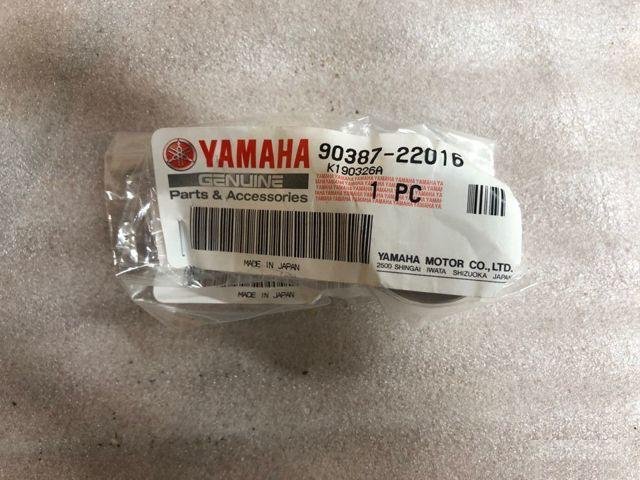 YAMAHA 90387-22016
K190326A
GENUINE
1 PC
Parts & Accessories
MADE IN JAPAN
YAMAHA MOTOR CO.,LTD.
2500 SHINGAI IWATA SHIZUOKA JAPAN
MADE IN JAPAN